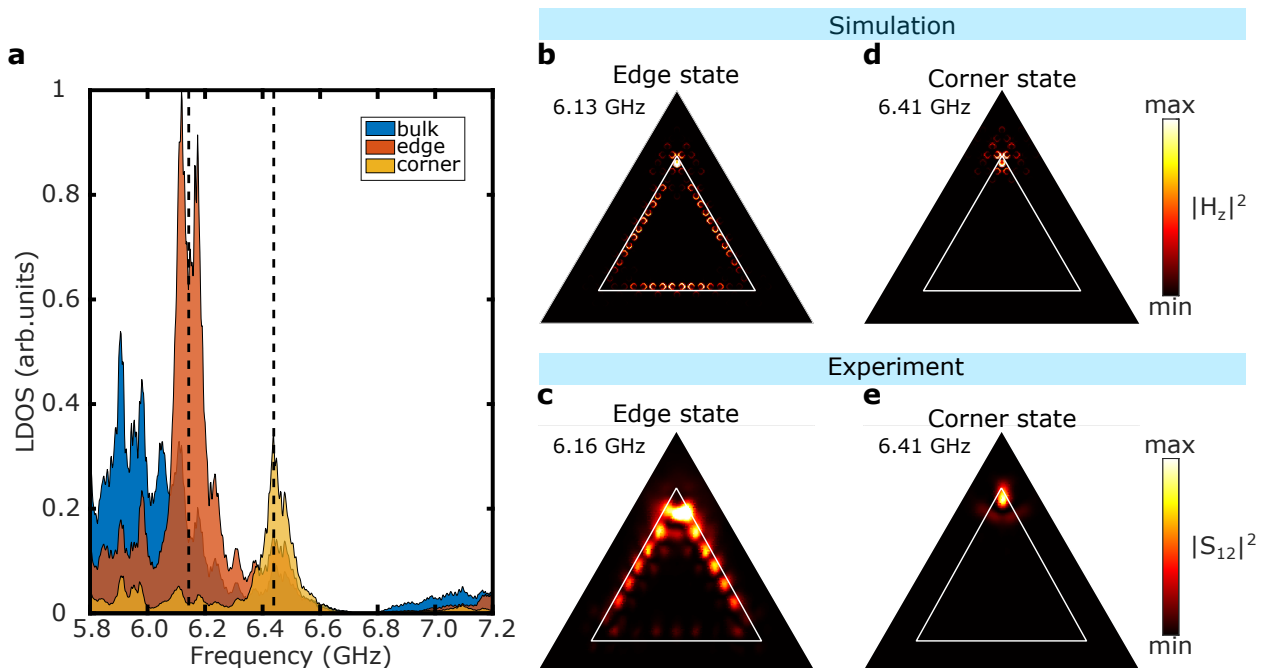 a
LDOS (arb.units)
1
0.8
0.6
0.4
0.2
0
5.8 6.0 6.2 6.4 6.6 6.8 7.0 7.2
Frequency (GHz)
bulk
edge
corner
Simulation
b
Edge state
6.13 GHz
d
Corner state
6.41 GHz
max
|H_z|^2
min
Experiment
c
Edge state
6.16 GHz
e
Corner state
6.41 GHz
max
|S_12|^2
min